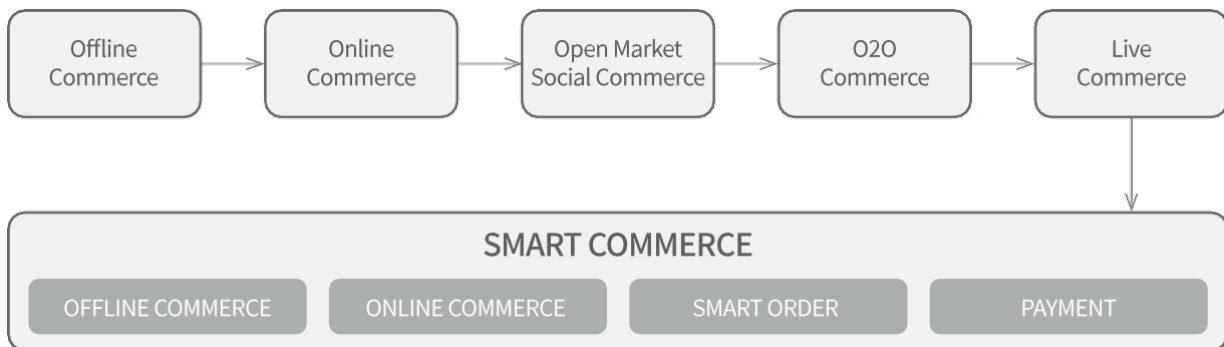 Offline
Commerce
Online
Commerce
Open Market
Social Commerce
O2O
Commerce
Live
Commerce
SMART COMMERCE
OFFLINE COMMERCE
ONLINE COMMERCE
SMART ORDER
PAYMENT